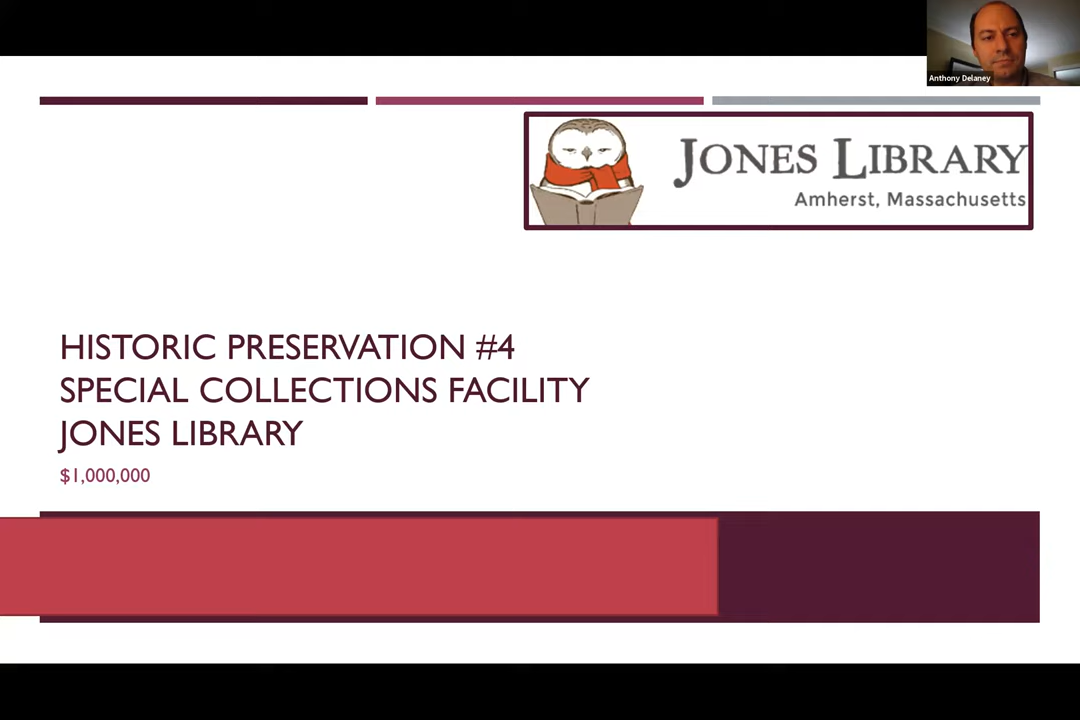 Anthony Delaney
JONES LIBRARY
Amherst, Massachusetts
HISTORIC PRESERVATION #4
SPECIAL COLLECTIONS FACILITY
JONES LIBRARY
$1,000,000